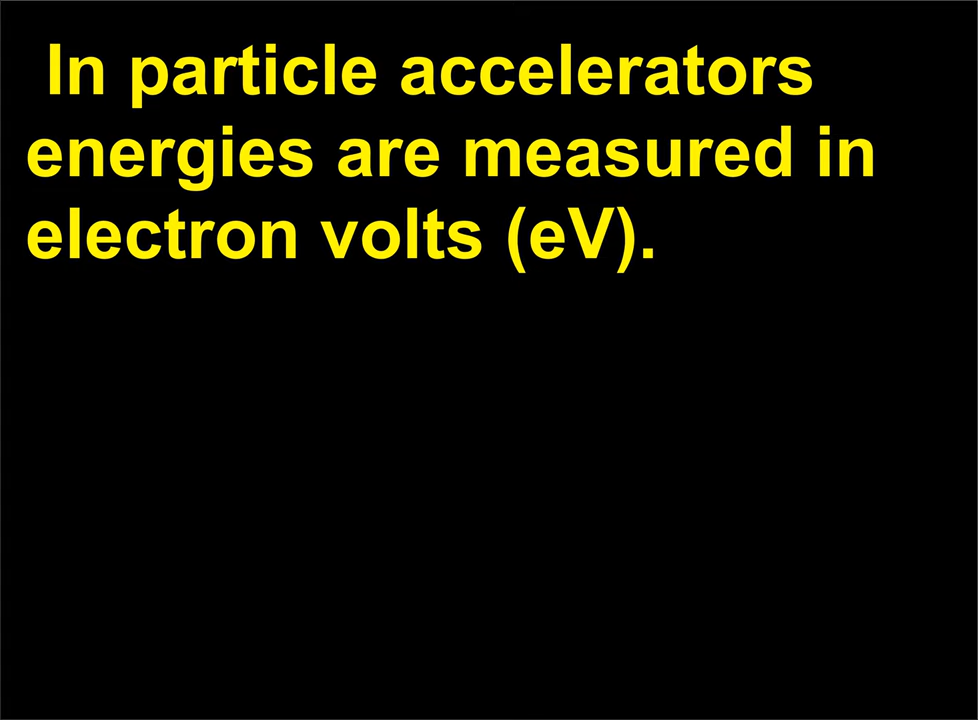 In particle accelerators
energies are measured in
electron volts (eV).